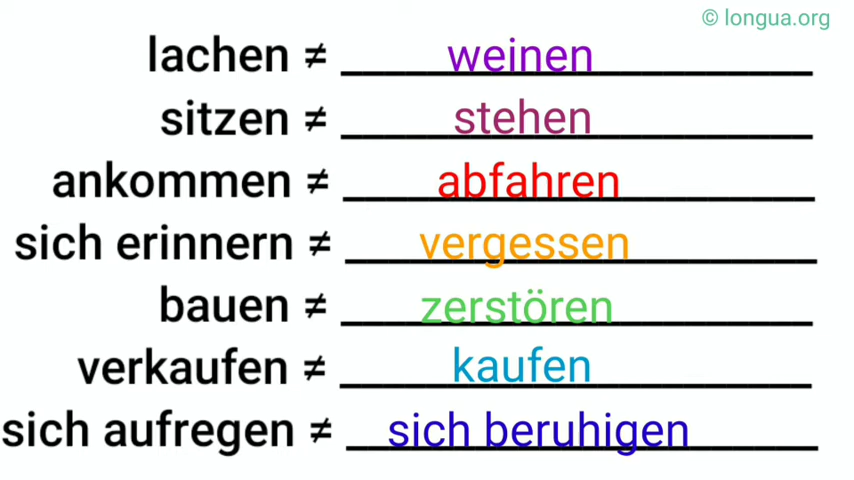 © longua.org
lachen ≠ weinen
sitzen ≠ stehen
ankommen ≠ abfahren
sich erinnern ≠ vergessen
bauen ≠ zerstören
verkaufen ≠ kaufen
sich aufregen ≠ sich beruhigen